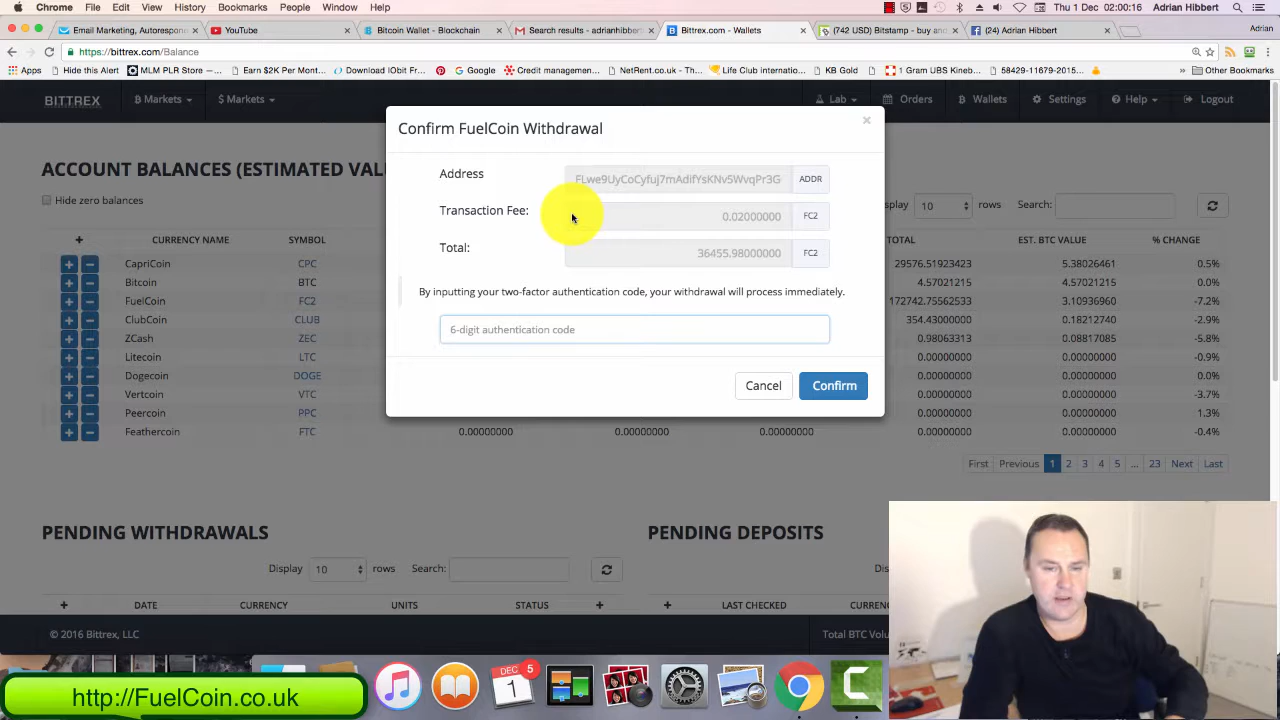 Chrome File Edit View History Bookmarks People Window Help Thu 1 Dec 02:00:16 Adrian Hibbert
Email Marketing, Autorespon YouTube Bitcoin Wallet - Blockchain Search results - adrianhibber Bittrex.com - Wallets (742 USD) Bitstamp - buy and (4) Adrian Hibbert Adrian
https://bittrex.com/Balance
Apps Hide this Alert MLM PLR Store... Earn $2K Per Mont... Download IObit Fr... Google Credit managemen... NetRent.co.uk - Th... Life Club internatio... KB Gold 1 Gram UBS Kineb... 58429-11679-2015... Other Bookmarks
BITTREX B Markets $ Markets Lab Orders Wallets Settings Help Logout
Confirm FuelCoin Withdrawal ×
ACCOUNT BALANCES (ESTIMATED VAL
Address FLwe9UyCoCyfuj7mAdifYsKNv5WvqPr3G ADDR
Hide zero balances Display 10 rows Search:
Transaction Fee: 0.02000000 FC2
CURRENCY NAME SYMBOL TOTAL EST. BTC VALUE % CHANGE
Total: 36455.98000000 FC2
CapriCoin CPC 29576.51923423 5.38026461 0.5%
Bitcoin BTC 4.57021215 4.57021215 0.0%
By inputing your two-factor authentication code, your withdrawal will process immediately.
FuelCoin FC2 172742.75562533 3.10936960 -7.2%
ClubCoin CLUB 354.43000000 0.18212740 -2.9%
6-digit authentication code
ZCash ZEC 0.98063313 0.08817085 -5.8%
Litecoin LTC 0.00000000 0.00000000 -0.9%
Dogecoin DOGE 0.00000000 0.00000000 0.0%
Cancel Confirm
Vertcoin VTC 0.00000000 0.00000000 -3.7%
Peercoin PPC 0.00000000 0.00000000 1.3%
Feathercoin FTC 0.00000000 0.00000000 0.00000000 0.00000000 0.00000000 -0.4%
First Previous 1 2 3 4 5 ... 23 Next Last
PENDING WITHDRAWALS PENDING DEPOSITS
Display 10 rows Search: Dis
DATE CURRENCY UNITS STATUS LAST CHECKED CURREN
© 2016 Bittrex, LLC Total BTC Volu
DEC 5
1
http://FuelCoin.co.uk